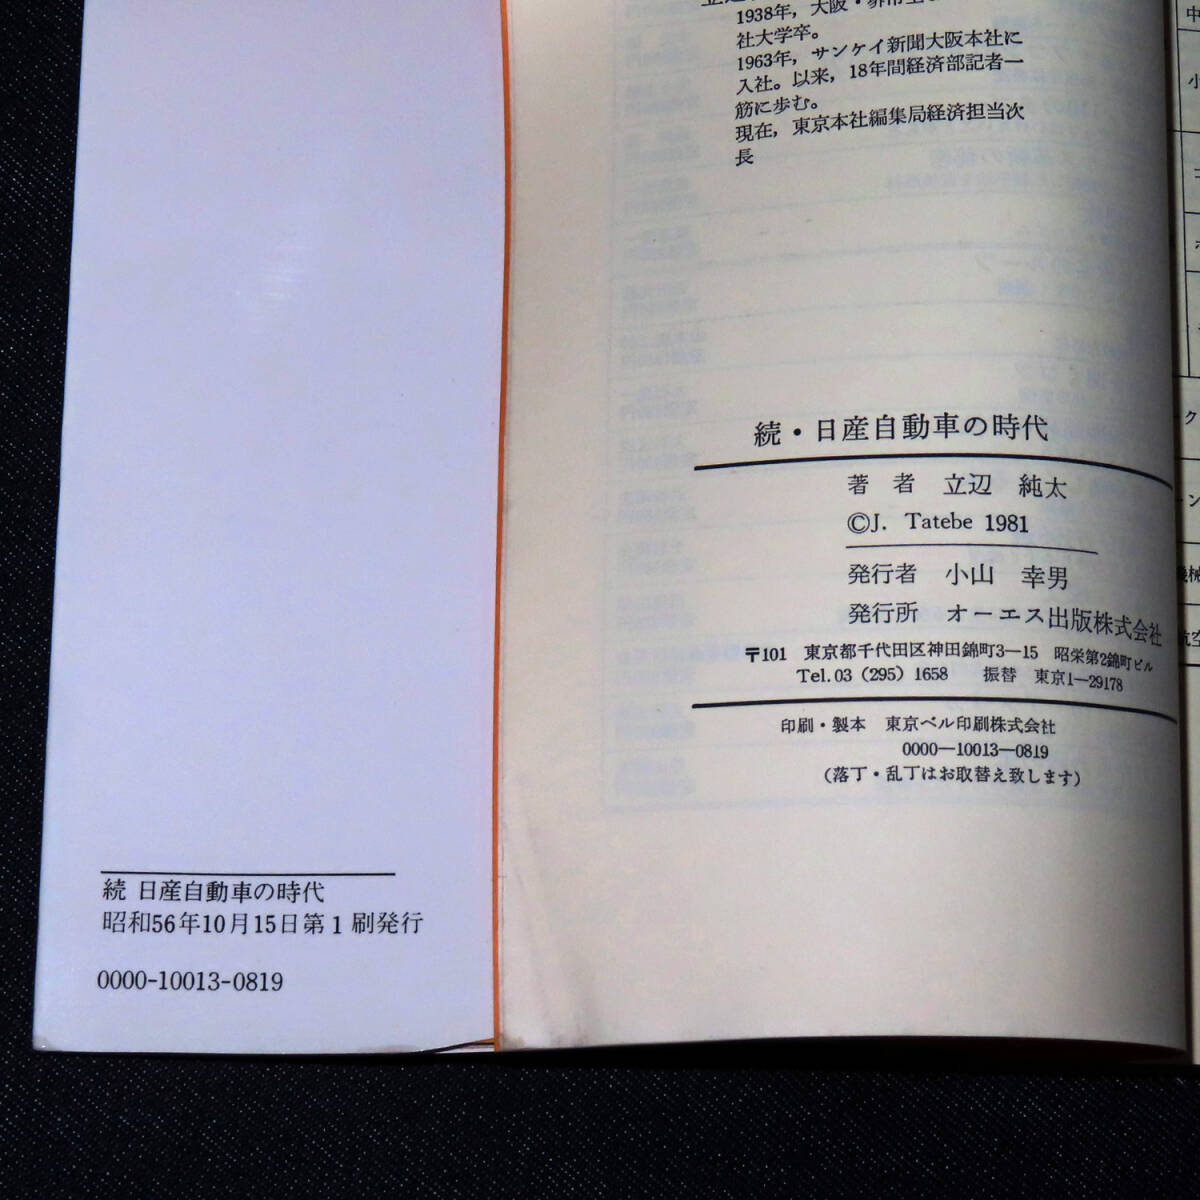 1938年，大阪・堺市生
社大学卒。
1963年，サンケイ新聞大阪本社に
入社。以来，18年間経済部記者一
筋に歩む。
現在，東京本社編集局経済担当次
長
続・日産自動車の時代
著者 立辺 純太
©J. Tatebe 1981
発行者 小山 幸男
発行所 オーエス出版株式会社
〒101 東京都千代田区神田錦町3―15 昭栄第2錦町ビル
Tel.03 (295) 1658 振替 東京1―29178
印刷・製本 東京ベル印刷株式会社
0000―10013―0819
(落丁・乱丁はお取替え致します)
続 日産自動車の時代
昭和56年10月15日第1刷発行
0000-10013-0819